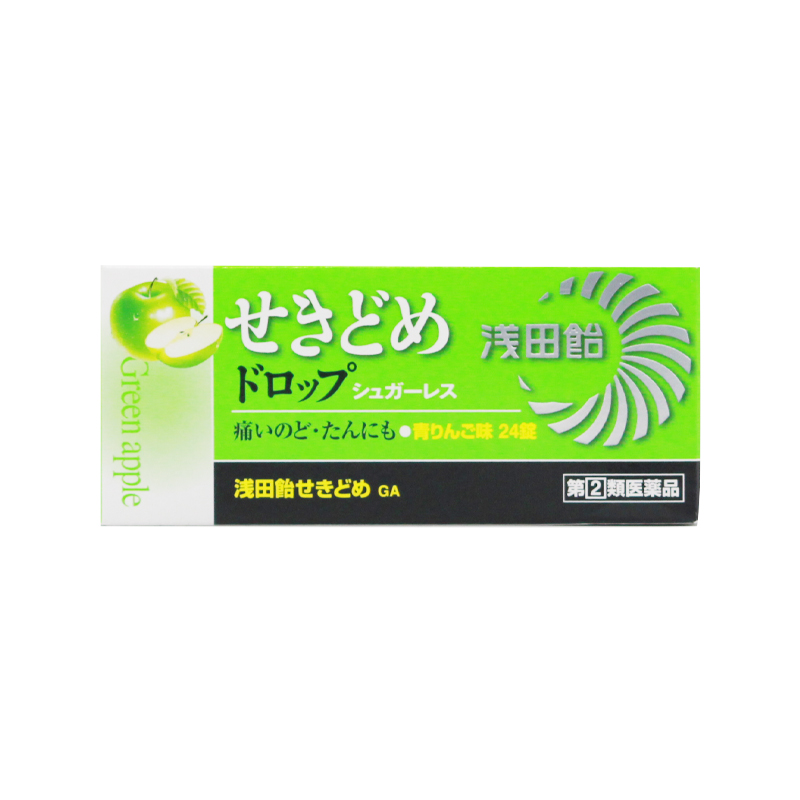 Green apple
せきどめ
ドロップ シュガーレス
痛いのど・たんにも ●青りんご味 24錠
浅田飴
浅田飴せきどめ GA
第②類医薬品